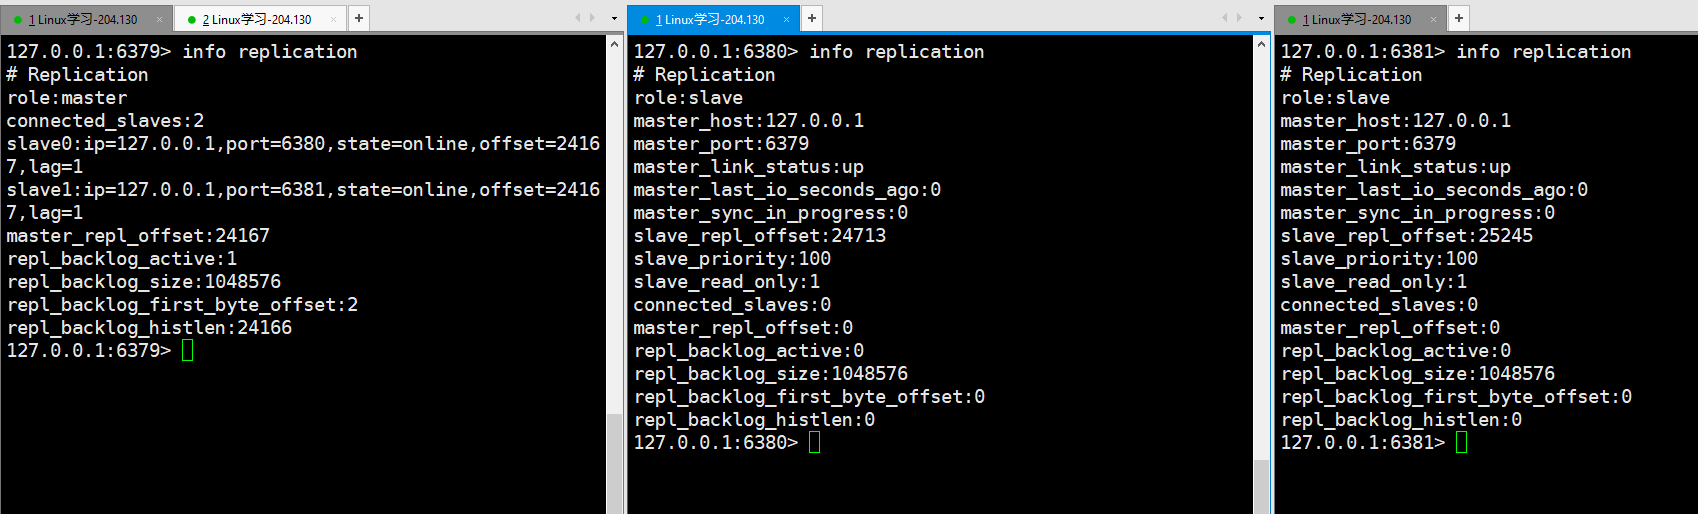 1 Linux学习-204.130 ×
2 Linux学习-204.130 × +
127.0.0.1:6379> info replication
# Replication
role:master
connected_slaves:2
slave0:ip=127.0.0.1,port=6380,state=online,offset=2416
7,lag=1
slave1:ip=127.0.0.1,port=6381,state=online,offset=2416
7,lag=1
master_repl_offset:24167
repl_backlog_active:1
repl_backlog_size:1048576
repl_backlog_first_byte_offset:2
repl_backlog_histlen:24166
127.0.0.1:6379>
1 Linux学习-204.130 × +
127.0.0.1:6380> info replication
# Replication
role:slave
master_host:127.0.0.1
master_port:6379
master_link_status:up
master_last_io_seconds_ago:0
master_sync_in_progress:0
slave_repl_offset:24713
slave_priority:100
slave_read_only:1
connected_slaves:0
master_repl_offset:0
repl_backlog_active:0
repl_backlog_size:1048576
repl_backlog_first_byte_offset:0
repl_backlog_histlen:0
127.0.0.1:6380>
1 Linux学习-204.130 × +
127.0.0.1:6381> info replication
# Replication
role:slave
master_host:127.0.0.1
master_port:6379
master_link_status:up
master_last_io_seconds_ago:0
master_sync_in_progress:0
slave_repl_offset:25245
slave_priority:100
slave_read_only:1
connected_slaves:0
master_repl_offset:0
repl_backlog_active:0
repl_backlog_size:1048576
repl_backlog_first_byte_offset:0
repl_backlog_histlen:0
127.0.0.1:6381>